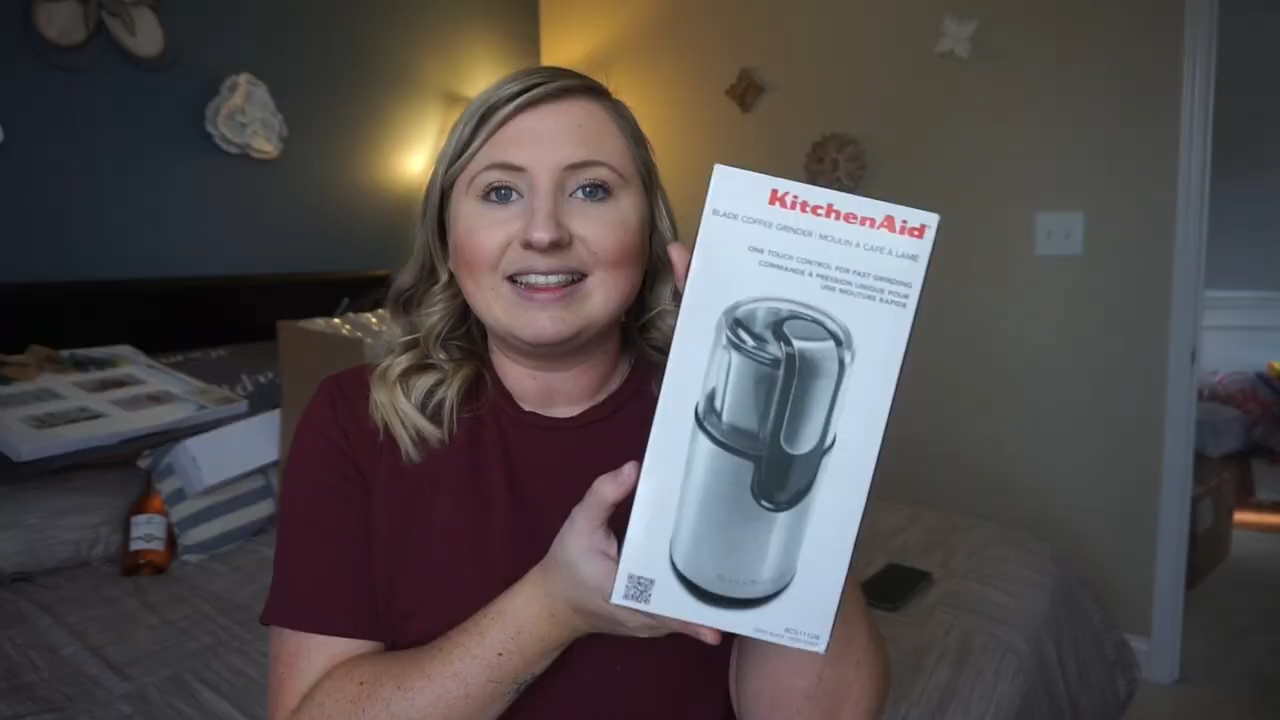 KitchenAid
BLADE COFFEE GRINDER | MOULIN À CAFÉ À LAME
ONE TOUCH CONTROL FOR FAST GRINDING
COMMANDE À PRESSION UNIQUE POUR
UNE MOUTURE RAPIDE